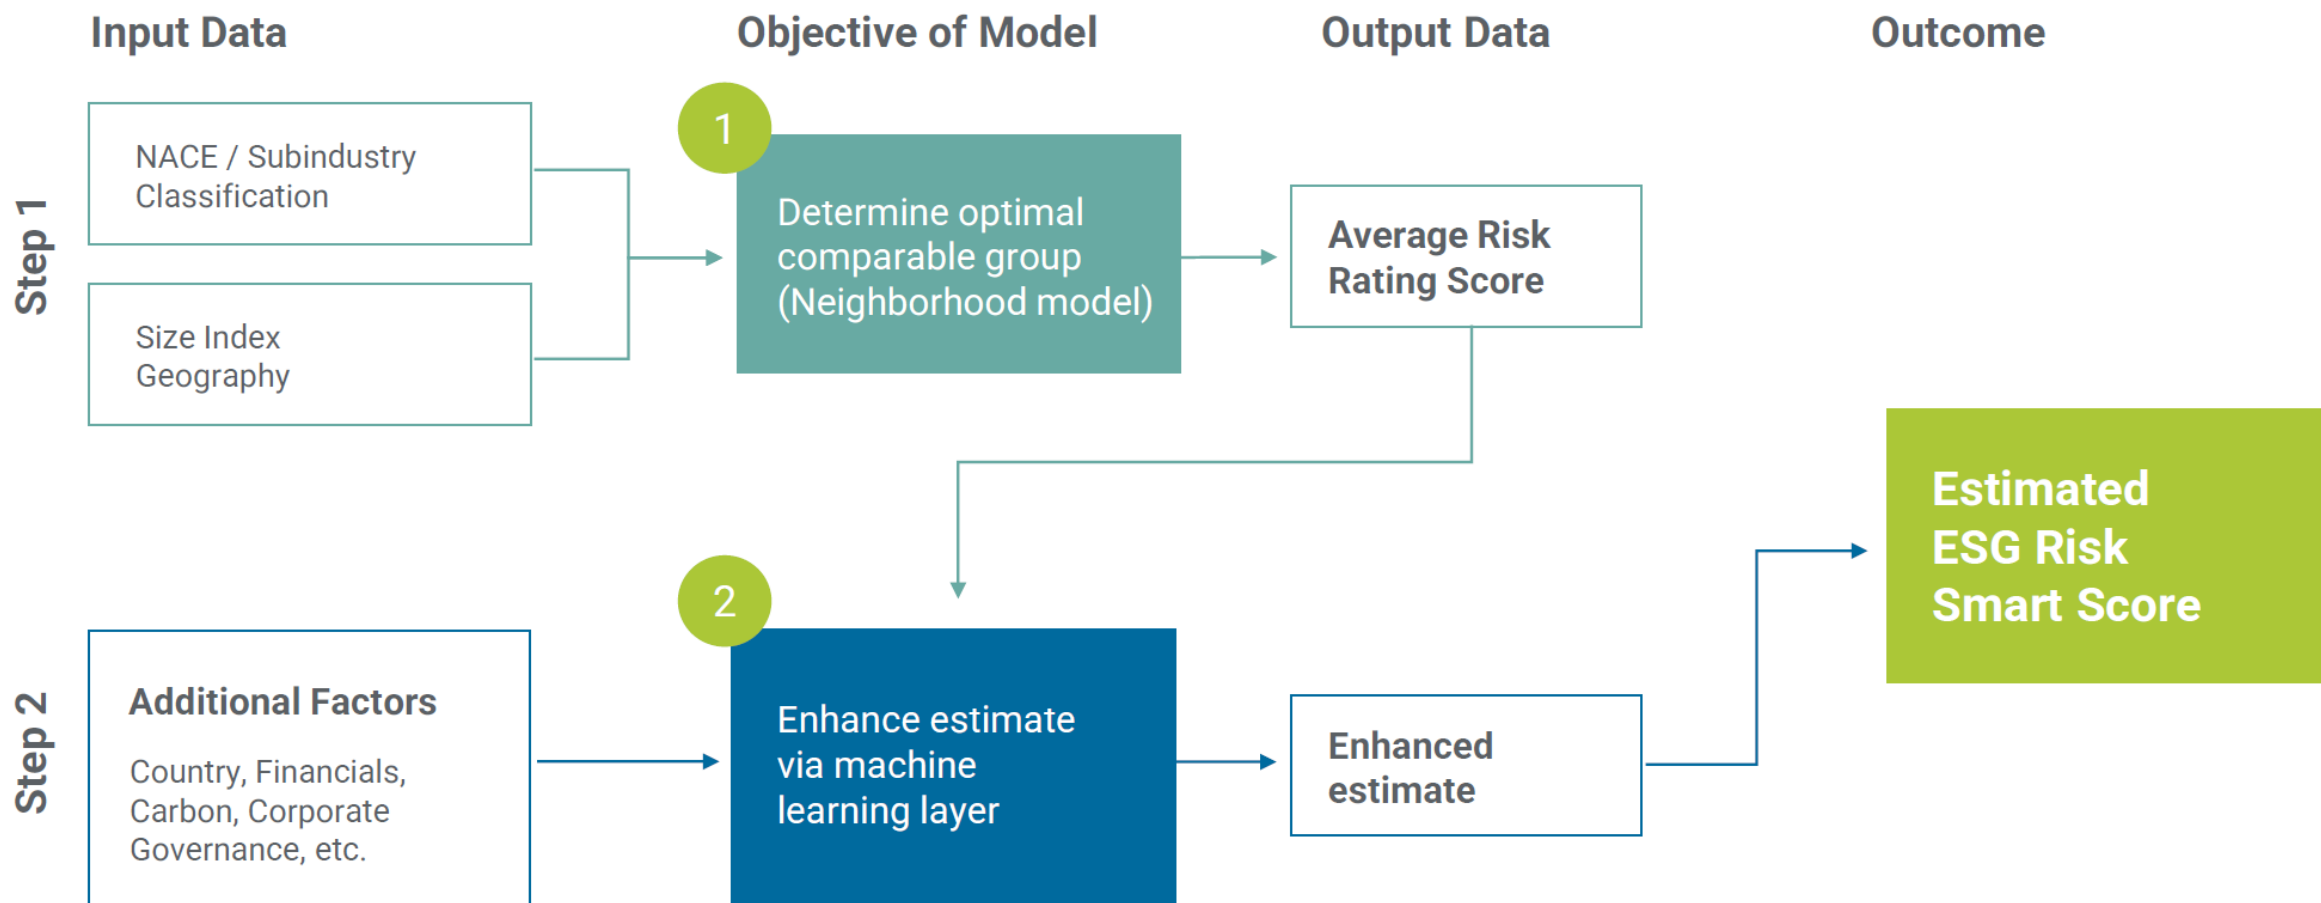 Input Data
Objective of Model
Output Data
Outcome
Step 1
NACE / Subindustry
Classification
Size Index
Geography
1
Determine optimal
comparable group
(Neighborhood model)
Average Risk
Rating Score
Step 2
Additional Factors
Country, Financials,
Carbon, Corporate
Governance, etc.
2
Enhance estimate
via machine
learning layer
Enhanced
estimate
Estimated
ESG Risk
Smart Score